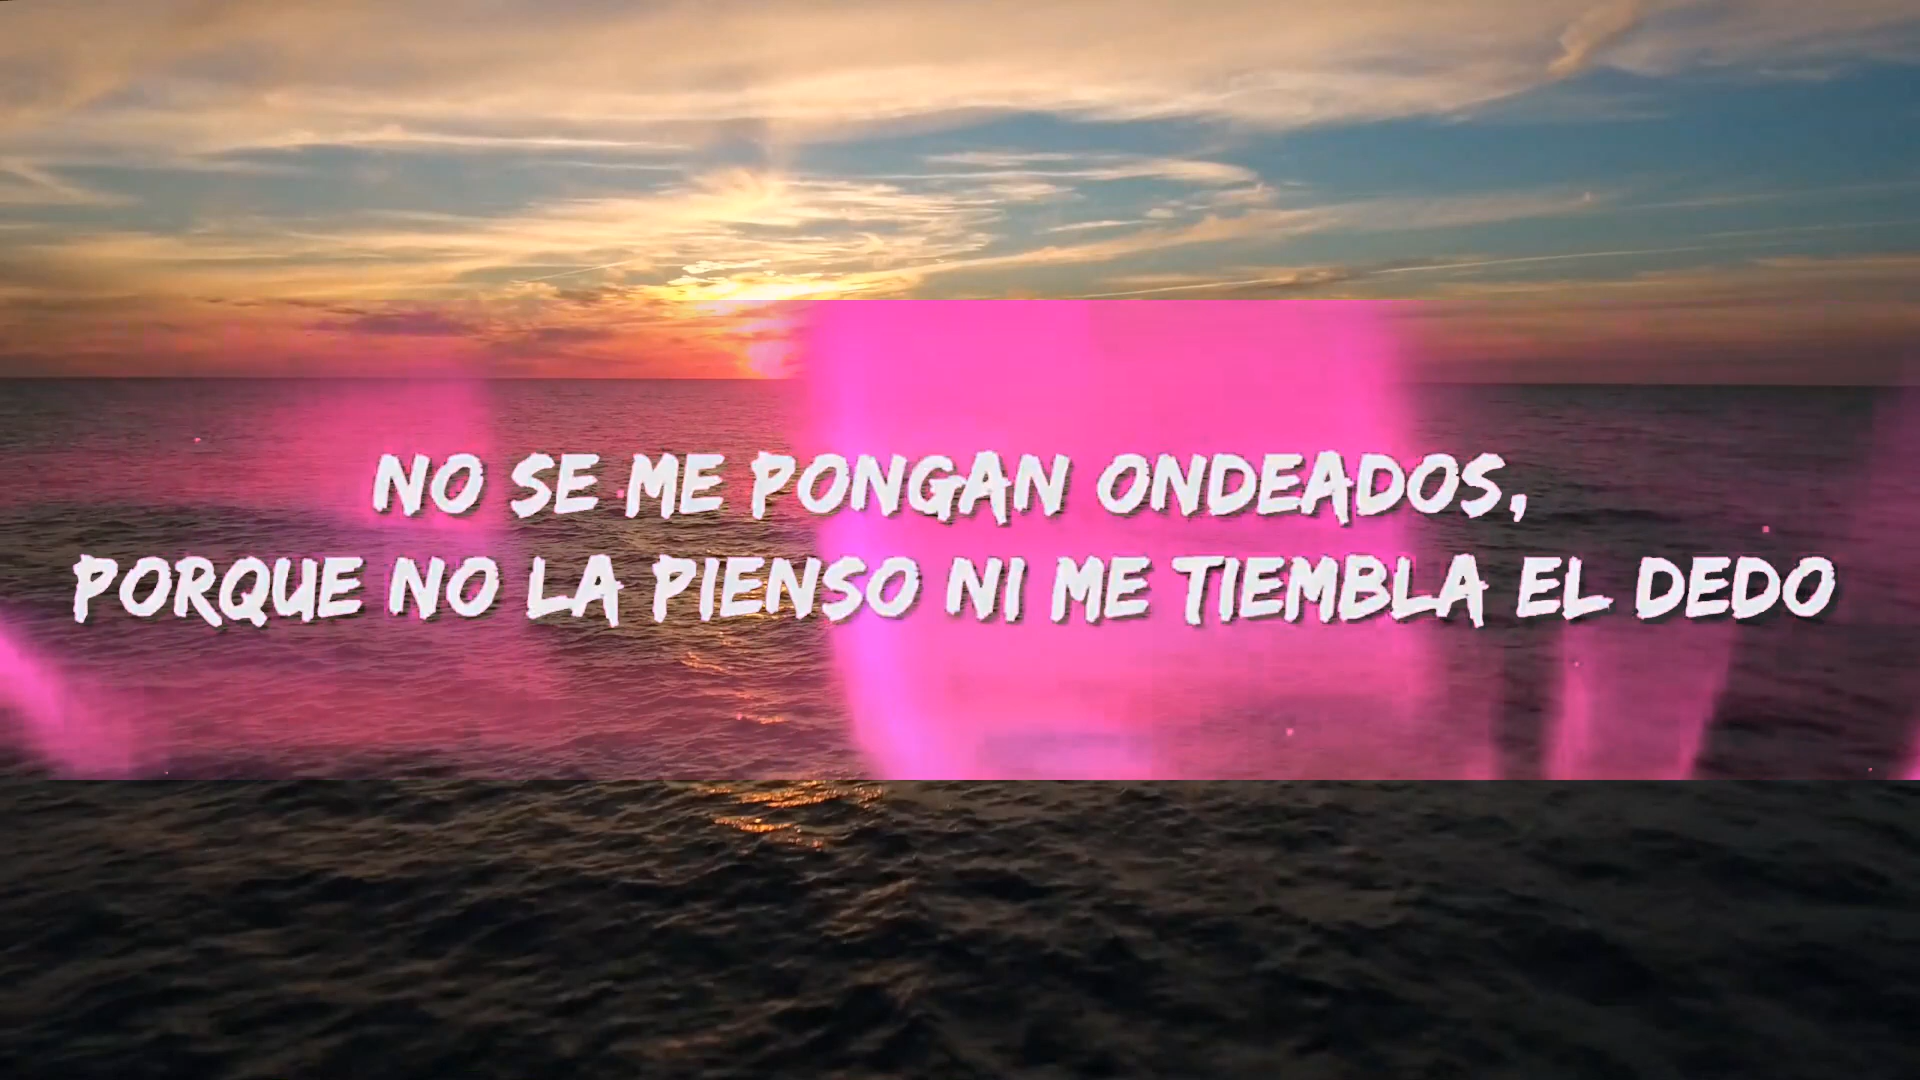 NO SE ME PONGAN ONDEADOS,
PORQUE NO LA PIENSO NI ME TIEMBLA EL DEDO